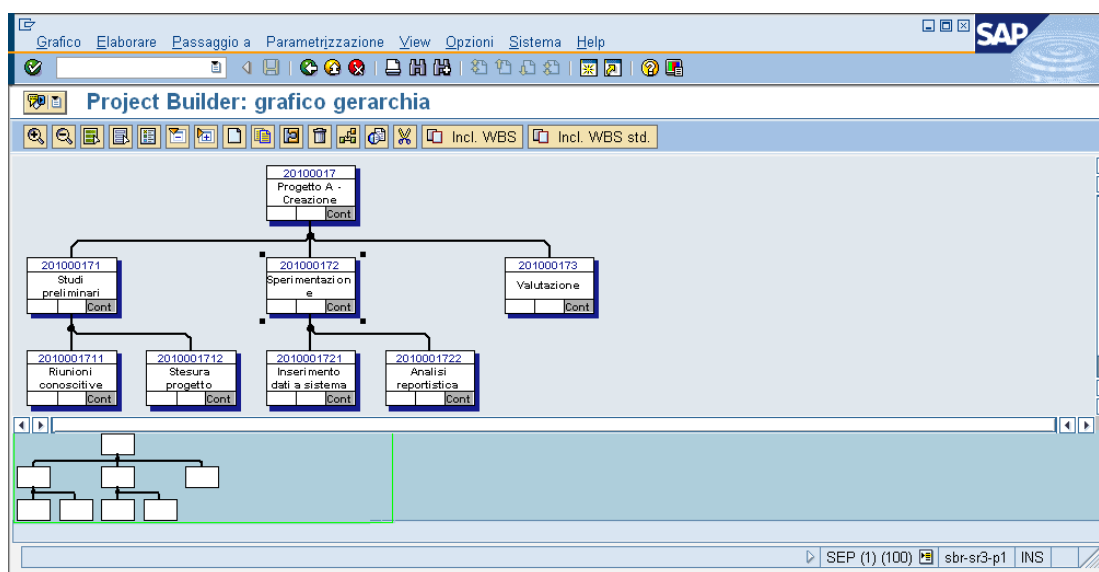 Grafico Elaborare Passaggio a Parametrizzazione View Opzioni Sistema Help
SAP
Project Builder: grafico gerarchia
Incl. WBS Incl. WBS std.
20100017
Progetto A -
Creazione
Cont
201000171
Studi
preliminari
Cont
201000172
Sperimentazion
e
Cont
201000173
Valutazione
Cont
2010001711
Riunioni
conoscitive
Cont
2010001712
Stesura
progetto
Cont
2010001721
Inserimento
dati a sistema
Cont
2010001722
Analisi
reportistica
Cont
SEP (1) (100) sbr-sr3-p1 INS